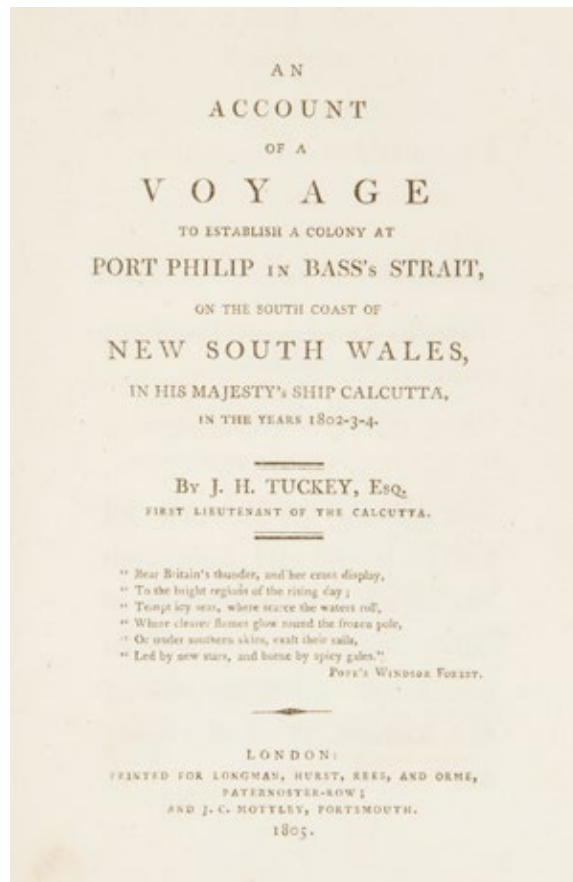 AN
ACCOUNT
OF A
VOYAGE
TO ESTABLISH A COLONY AT
PORT PHILIP IN BASS's STRAIT,
ON THE SOUTH COAST OF
NEW SOUTH WALES,
IN HIS MAJESTY's SHIP CALCUTTA,
IN THE YEARS 1802-3-4.
By J. H. TUCKEY, Esq.
FIRST LIEUTENANT OF THE CALCUTTA.
" Bear Britain's thunder, and her cross display,
" To the bright regions of the rising day ;
" Tempt icy seas, where scarce the waters roll,
" Where clearer flames glow round the frozen pole,
" Or under southern skies, exalt their sails,
" Led by new stars, and borne by spicy gales."
POPE'S WINDSOR FOREST.
LONDON:
PRINTED FOR LONGMAN, HURST, REES, AND ORME,
PATERNOSTER-ROW ;
AND J. C. MOTTLEY, PORTSMOUTH.
1805.